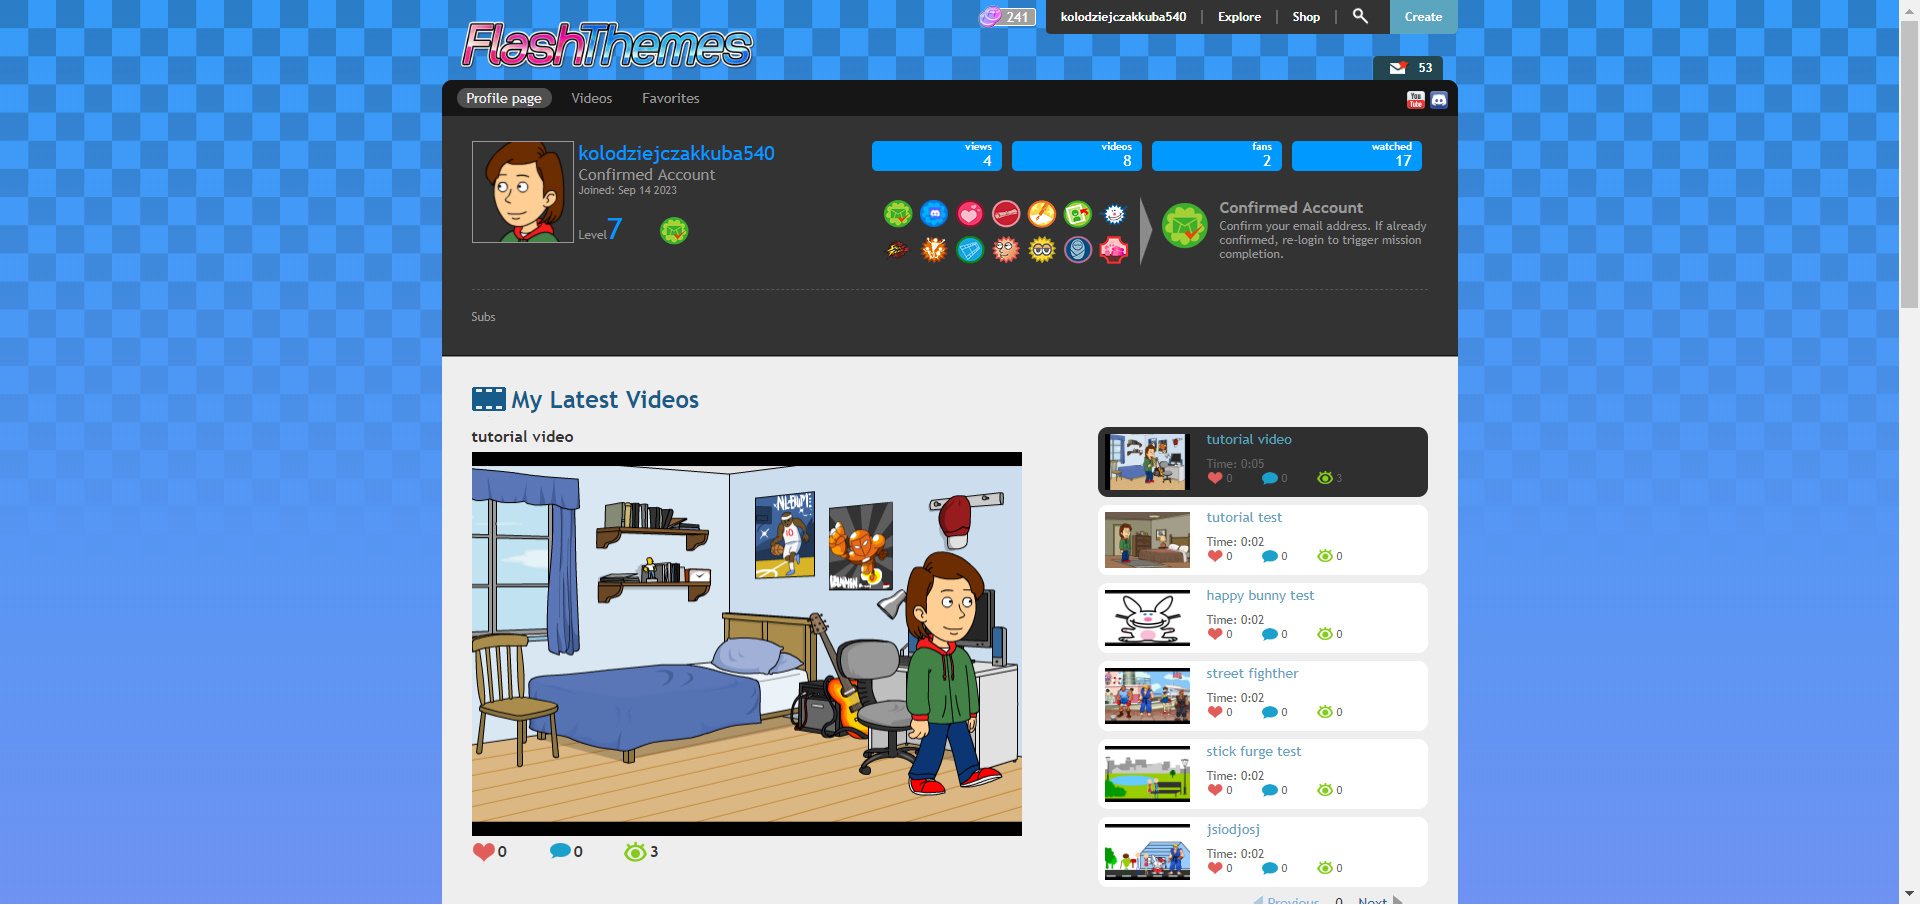 241
kolodziejczakkuba540 | Explore | Shop | Create
FlashThemes
53
Profile page Videos Favorites
You Tube
kolodziejczakkuba540
Confirmed Account
Joined: Sep 14 2023
Level 7
views 4
videos 8
fans 2
watched 17
Confirmed Account
Confirm your email address. If already
confirmed, re-login to trigger mission
completion.
Subs
My Latest Videos
tutorial video
10
0 0 3
tutorial video
Time: 0:05
0 0 3
tutorial test
Time: 0:02
0 0 0
happy bunny test
Time: 0:02
0 0 0
street fighther
Time: 0:02
0 0 0
stick furge test
Time: 0:02
0 0 0
jsiodjosj
Time: 0:02
0 0 0
Previous 0 Next